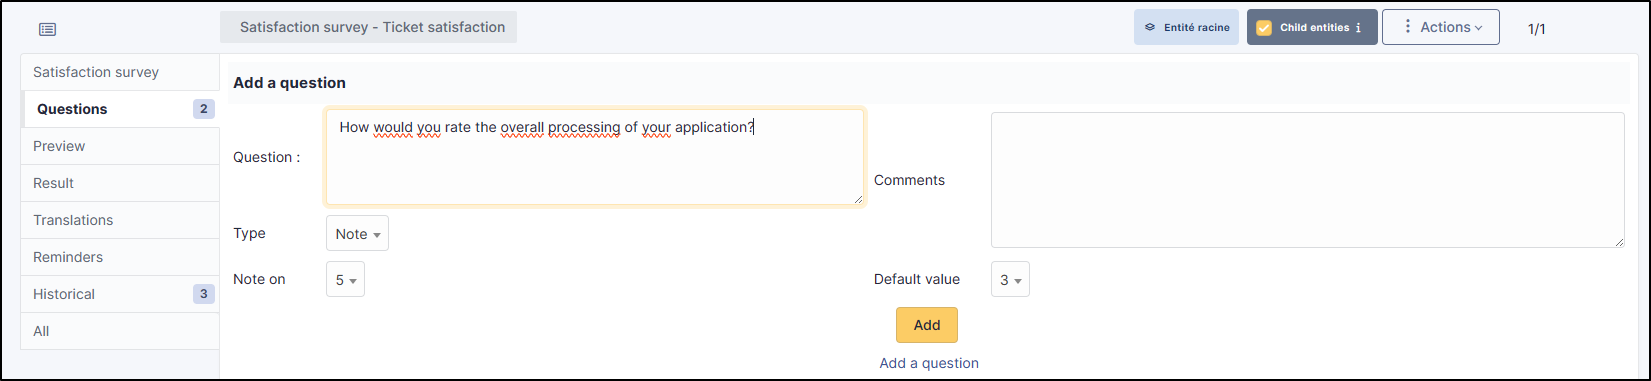 Satisfaction survey - Ticket satisfaction
Entité racine
Child entities i
Actions
1/1
Satisfaction survey
Questions 2
Preview
Result
Translations
Reminders
Historical 3
All
Add a question
Question :
How would you rate the overall processing of your application?
Comments
Type
Note
Note on
5
Default value
3
Add
Add a question